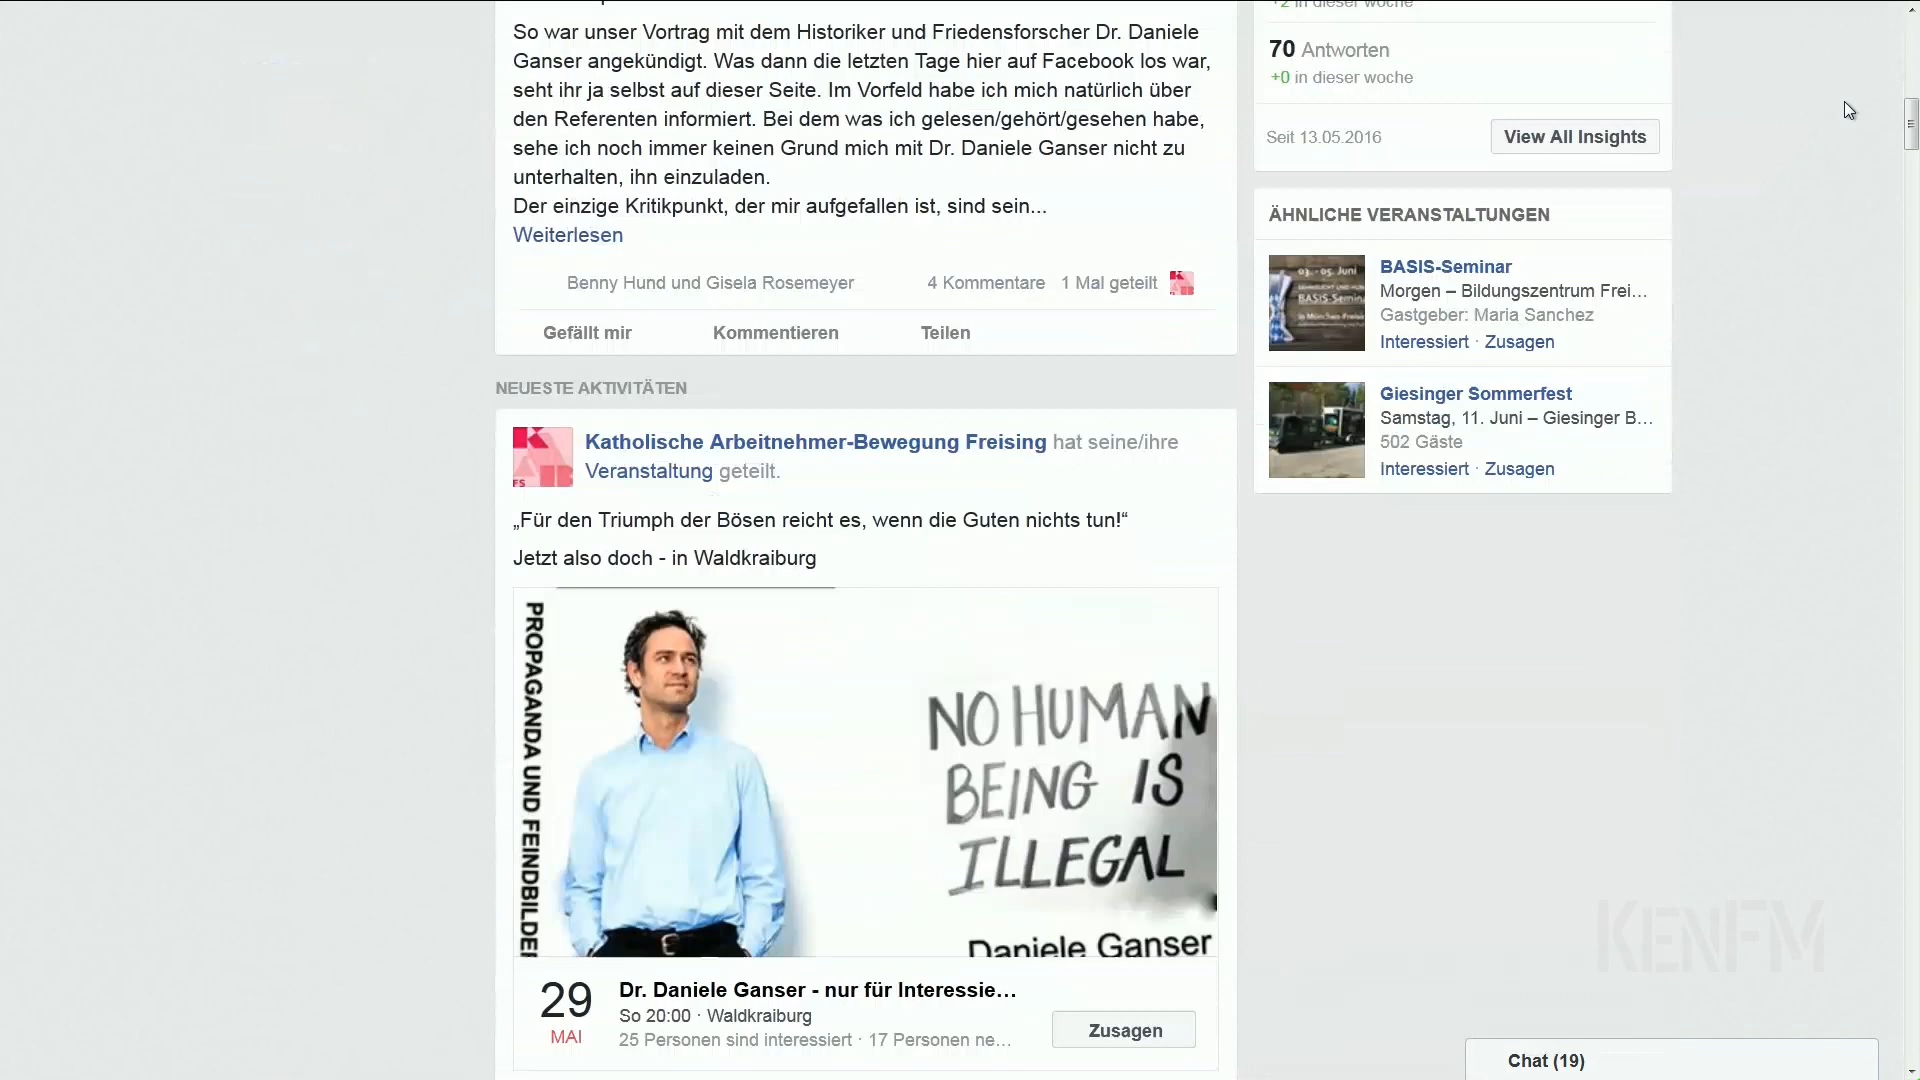 So war unser Vortrag mit dem Historiker und Friedensforscher Dr. Daniele
Ganser angekündigt. Was dann die letzten Tage hier auf Facebook los war,
seht ihr ja selbst auf dieser Seite. Im Vorfeld habe ich mich natürlich über
den Referenten informiert. Bei dem was ich gelesen/gehört/gesehen habe,
sehe ich noch immer keinen Grund mich mit Dr. Daniele Ganser nicht zu
unterhalten, ihn einzuladen.
Der einzige Kritikpunkt, der mir aufgefallen ist, sind sein...
Weiterlesen
Benny Hund und Gisela Rosemeyer 4 Kommentare 1 Mal geteilt
Gefällt mir Kommentieren Teilen
NEUESTE AKTIVITÄTEN
Katholische Arbeitnehmer-Bewegung Freising hat seine/ihre
Veranstaltung geteilt.
„Für den Triumph der Bösen reicht es, wenn die Guten nichts tun!“
Jetzt also doch - in Waldkraiburg
PROPAGANDA UND FEINDBILDER
NO HUMAN
BEING IS
ILLEGAL
Daniele Ganser
29
MAI
Dr. Daniele Ganser - nur für Interessie...
So 20:00 · Waldkraiburg
25 Personen sind interessiert · 17 Personen ne...
Zusagen
+2 in dieser woche
70 Antworten
+0 in dieser woche
Seit 13.05.2016
View All Insights
ÄHNLICHE VERANSTALTUNGEN
03. - 05. Juni
BASIS-Semina
BASIS-Seminar
Morgen – Bildungszentrum Frei...
Gastgeber: Maria Sanchez
Interessiert · Zusagen
Giesinger Sommerfest
Samstag, 11. Juni – Giesinger B...
502 Gäste
Interessiert · Zusagen
KENFM
Chat (19)